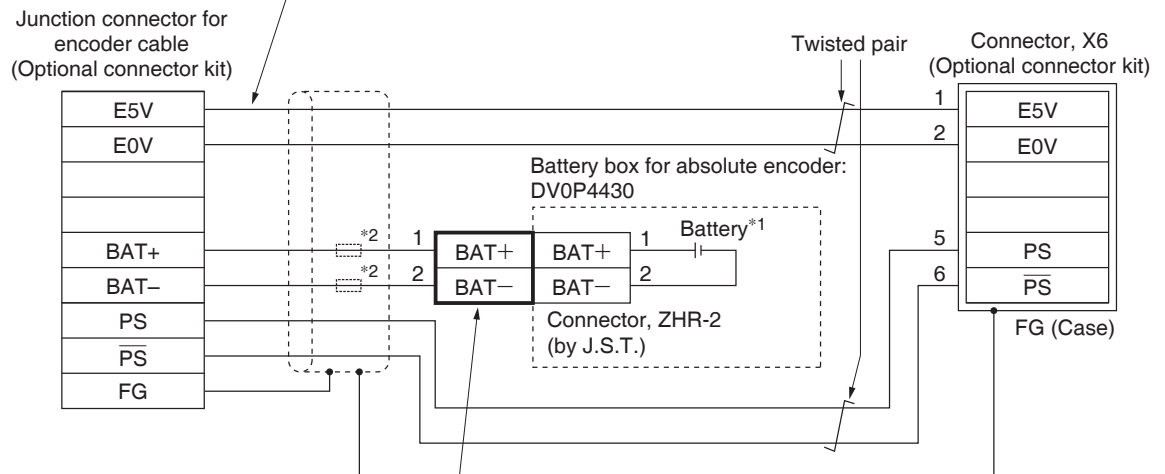 Junction connector for
encoder cable
(Optional connector kit)
E5V
E0V
BAT+
BAT–
PS
P̅S̅
FG
*2
*2
1
2
BAT+
BAT−
Battery box for absolute encoder:
DV0P4430
BAT+
BAT−
1
2
Battery*1
Connector, ZHR-2
(by J.S.T.)
Twisted pair
Connector, X6
(Optional connector kit)
1
2
5
6
E5V
E0V
PS
P̅S̅
FG (Case)